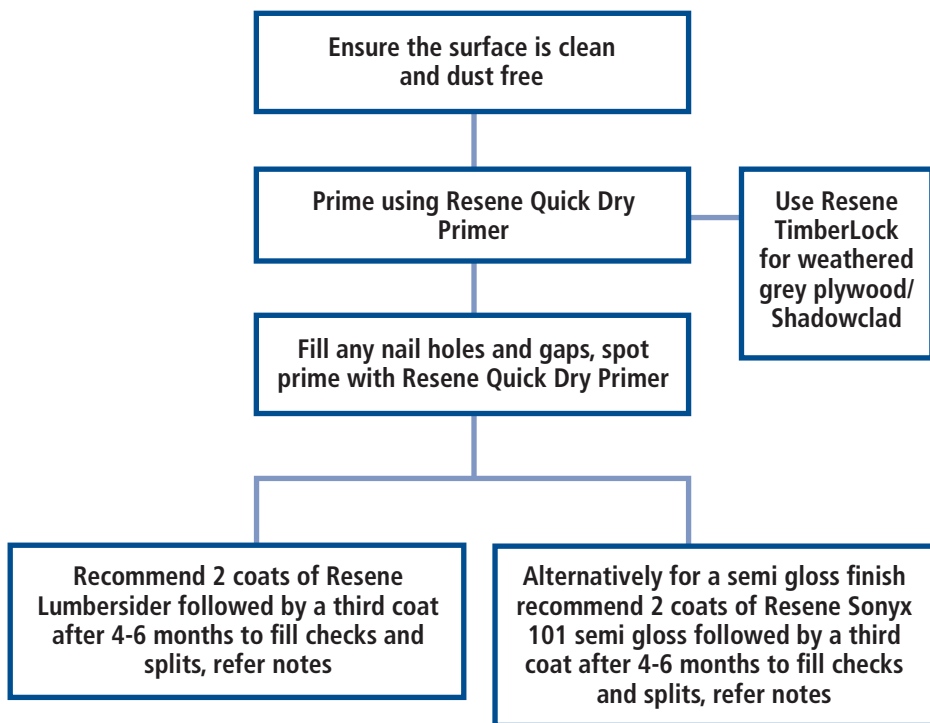 Ensure the surface is clean
and dust free
Prime using Resene Quick Dry
Primer
Use Resene
TimberLock
for weathered
grey plywood/
Shadowclad
Fill any nail holes and gaps, spot
prime with Resene Quick Dry Primer
Recommend 2 coats of Resene
Lumbersider followed by a third coat
after 4-6 months to fill checks and
splits, refer notes
Alternatively for a semi gloss finish
recommend 2 coats of Resene Sonyx
101 semi gloss followed by a third
coat after 4-6 months to fill checks
and splits, refer notes